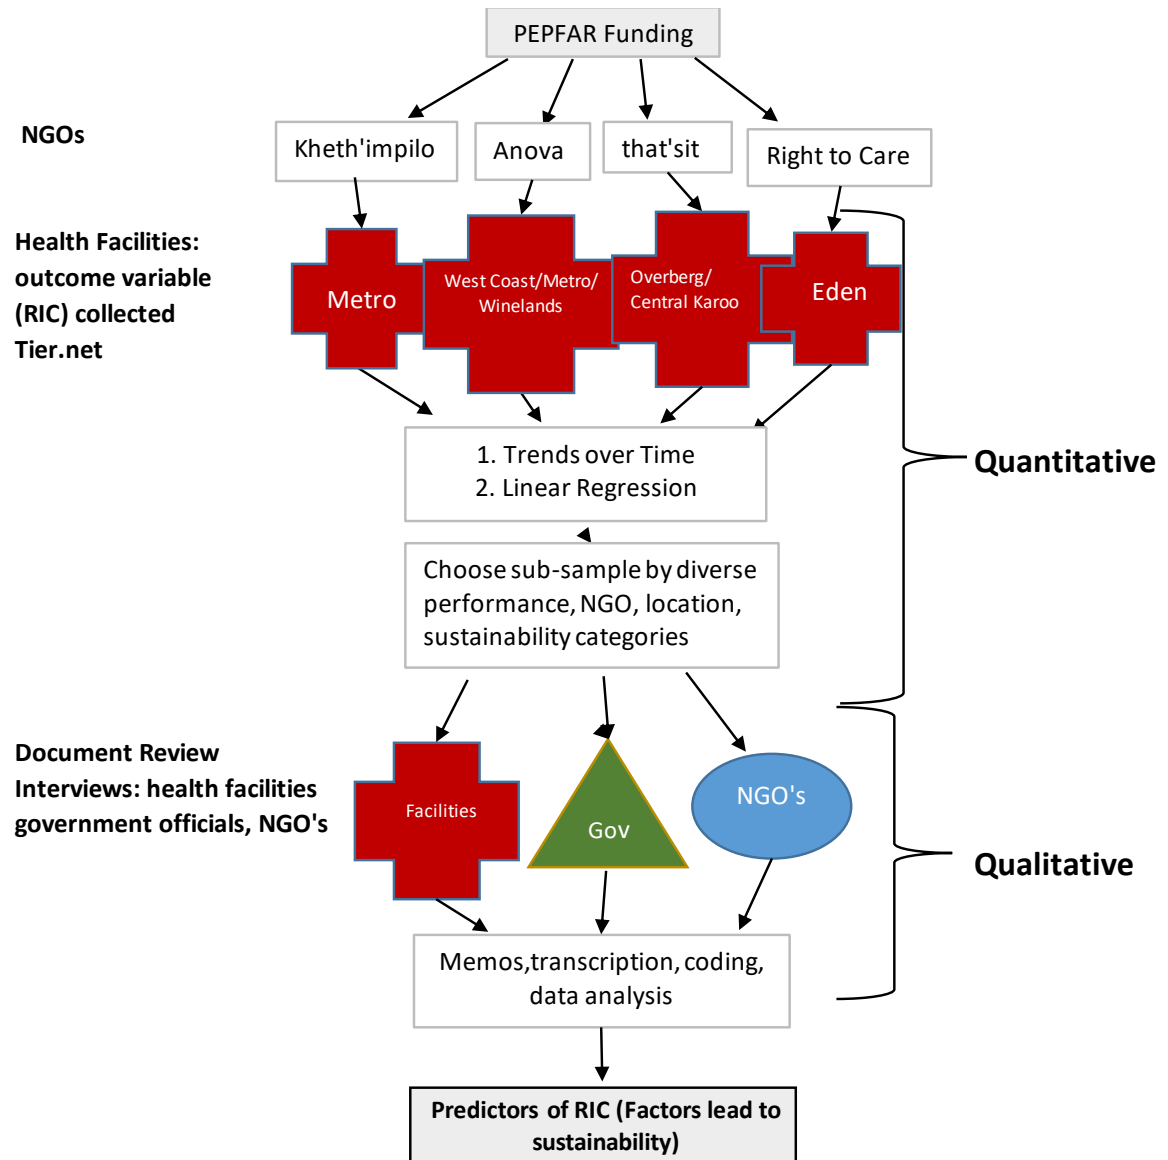 PEPFAR Funding
NGOs
Kheth'impilo
Anova
that'sit
Right to Care
Health Facilities:
outcome variable
(RIC) collected
Tier.net
Metro
West Coast/Metro/
Winelands
Overberg/
Central Karoo
Eden
1. Trends over Time
2. Linear Regression
Quantitative
Choose sub-sample by diverse
performance, NGO, location,
sustainability categories
Document Review
Interviews: health facilities
government officials, NGO's
Facilities
Gov
NGO's
Qualitative
Memos,transcription, coding,
data analysis
Predictors of RIC (Factors lead to
sustainability)